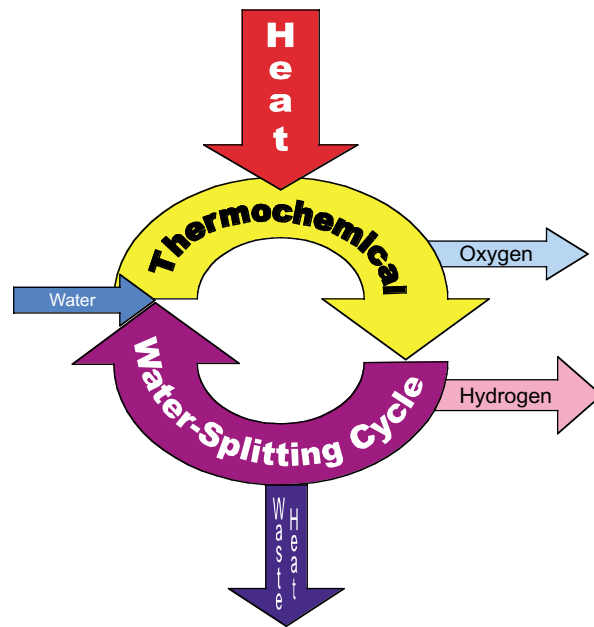 Heat
Thermochemical
Oxygen
Water
Water-Splitting Cycle
Hydrogen
Waste
Heat